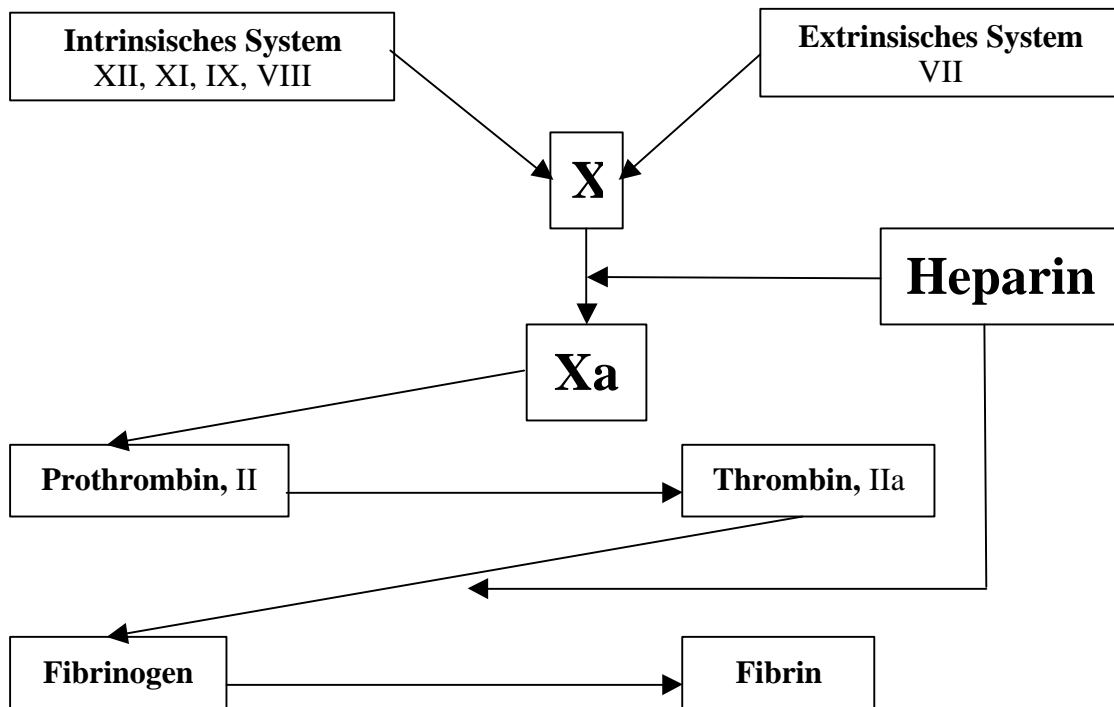 Intrinsisches System
XII, XI, IX, VIII
Extrinsisches System
VII
X
Heparin
Xa
Prothrombin, II
Thrombin, IIa
Fibrinogen
Fibrin